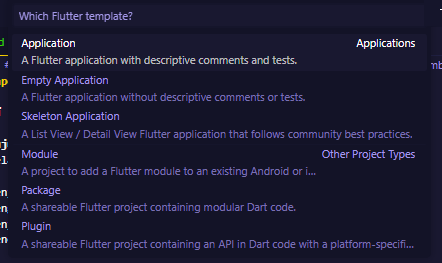 Which Flutter template?
Application Applications
A Flutter application with descriptive comments and tests.
Empty Application
A Flutter application without descriptive comments or tests.
Skeleton Application
A List View / Detail View Flutter application that follows community best practices.
Module Other Project Types
A project to add a Flutter module to an existing Android or i...
Package
A shareable Flutter project containing modular Dart code.
Plugin
A shareable Flutter project containing an API in Dart code with a platform-specifi...